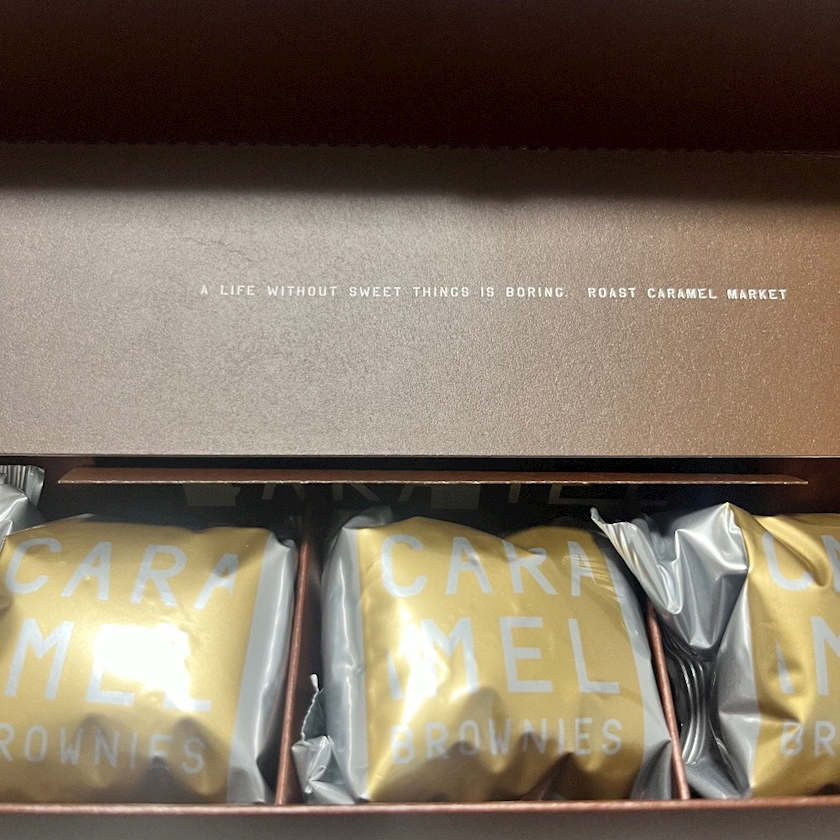 A LIFE WITHOUT SWEET THINGS IS BORING. ROAST CARAMEL MARKET
CARA
MEL
BROWNIES
CARA
MEL
BROWNIES